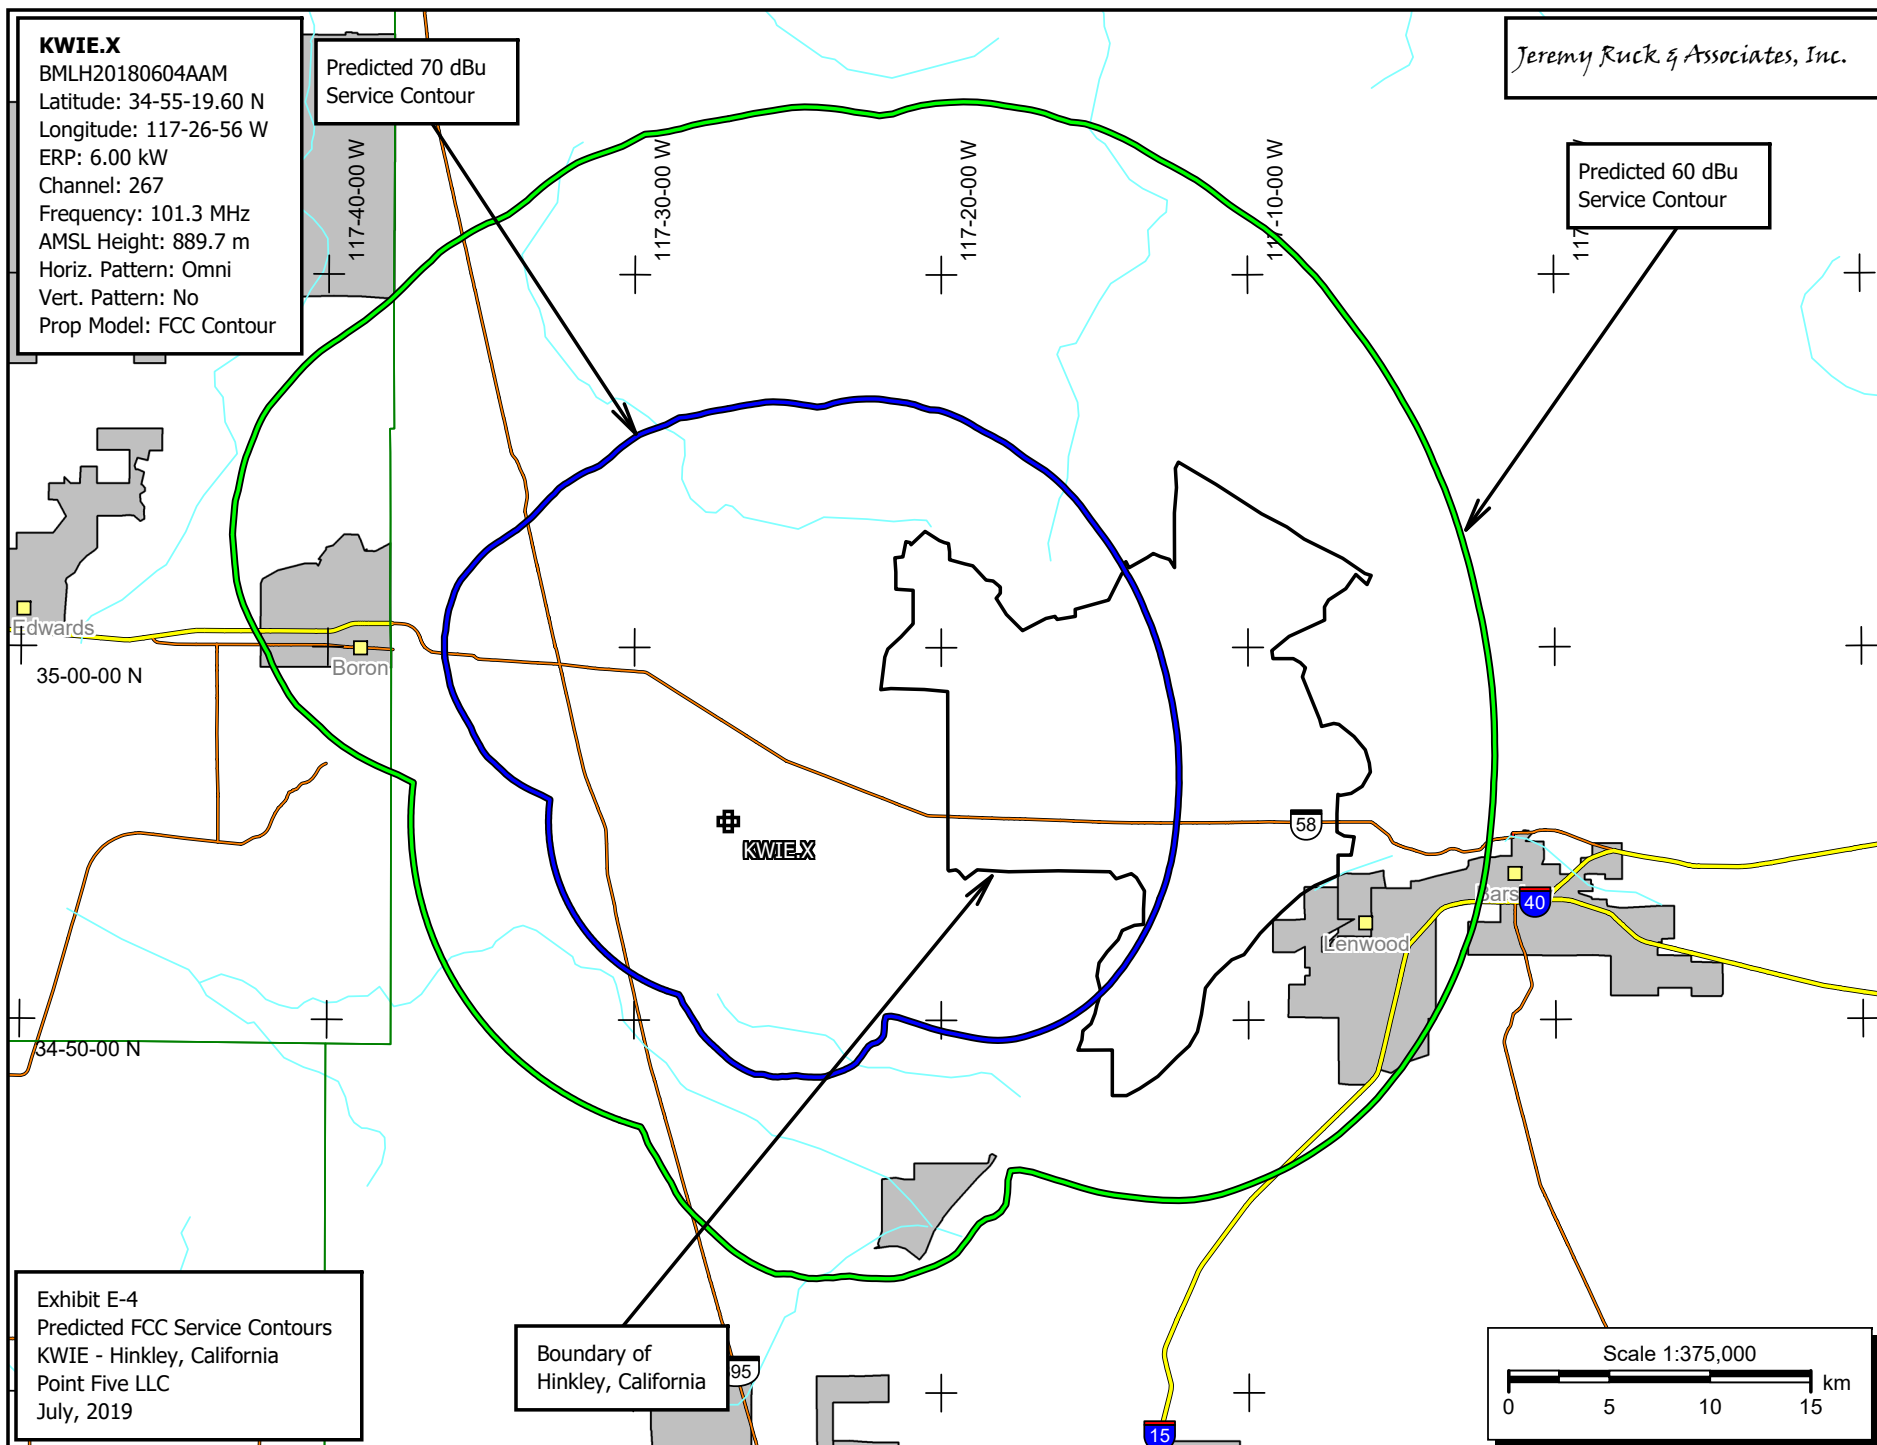 KWIE.X
BMLH20180604AAM
Latitude: 34-55-19.60 N
Longitude: 117-26-56 W
ERP: 6.00 kW
Channel: 267
Frequency: 101.3 MHz
AMSL Height: 889.7 m
Horiz. Pattern: Omni
Vert. Pattern: No
Prop Model: FCC Contour
Predicted 70 dBu
Service Contour
Jeremy Ruck & Associates, Inc.
Predicted 60 dBu
Service Contour
117-40-00 W
117-30-00 W
117-20-00 W
117-10-00 W
117
Edwards
Boron
35-00-00 N
KWIE.X
58
Bars
40
Lenwood
34-50-00 N
Exhibit E-4
Predicted FCC Service Contours
KWIE - Hinkley, California
Point Five LLC
July, 2019
Boundary of
Hinkley, California
95
15
Scale 1:375,000
km
0 5 10 15